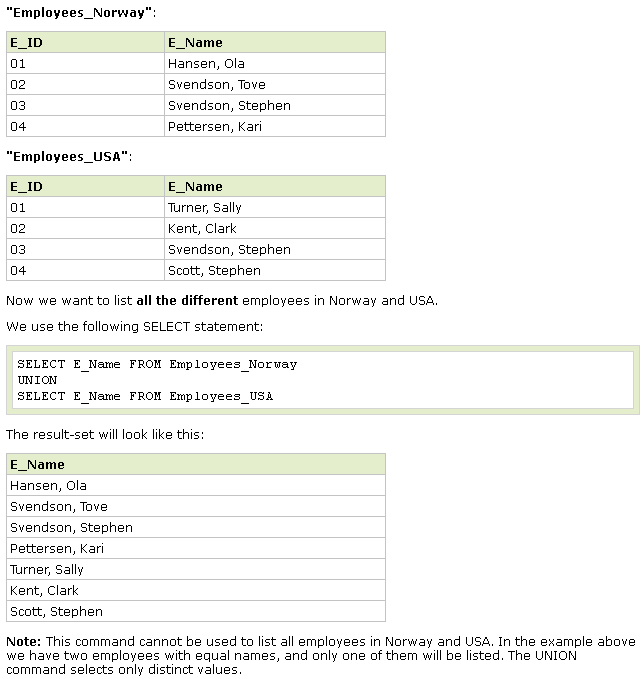 "Employees_Norway":
E_ID E_Name
01 Hansen, Ola
02 Svendson, Tove
03 Svendson, Stephen
04 Pettersen, Kari
"Employees_USA":
E_ID E_Name
01 Turner, Sally
02 Kent, Clark
03 Svendson, Stephen
04 Scott, Stephen
Now we want to list all the different employees in Norway and USA.
We use the following SELECT statement:
SELECT E_Name FROM Employees_Norway
UNION
SELECT E_Name FROM Employees_USA
The result-set will look like this:
E_Name
Hansen, Ola
Svendson, Tove
Svendson, Stephen
Pettersen, Kari
Turner, Sally
Kent, Clark
Scott, Stephen
Note: This command cannot be used to list all employees in Norway and USA. In the example above
we have two employees with equal names, and only one of them will be listed. The UNION
command selects only distinct values.